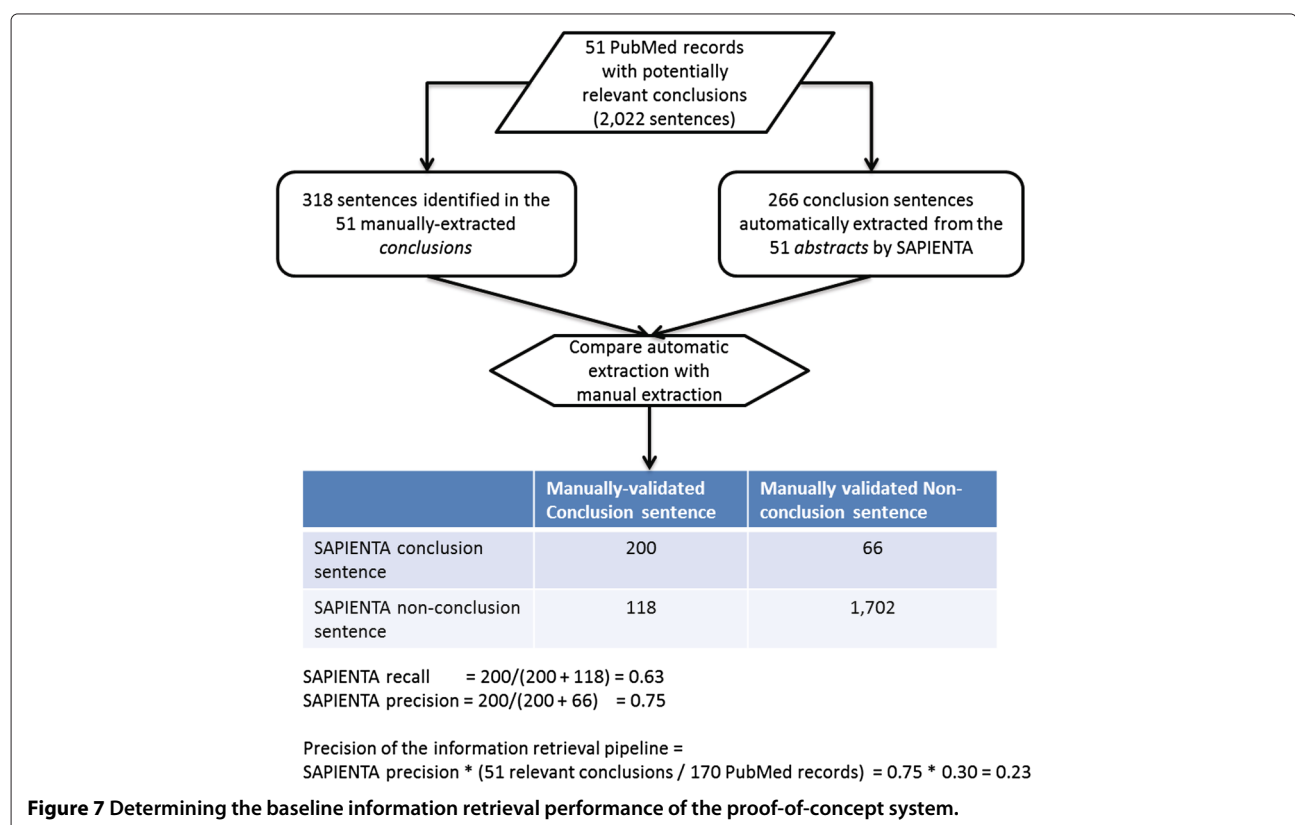 51 PubMed records
with potentially
relevant conclusions
(2,022 sentences)
318 sentences identified in the
51 manually-extracted
conclusions
266 conclusion sentences
automatically extracted from the
51 abstracts by SAPIENTA
Compare automatic
extraction with
manual extraction
Manually-validated
Conclusion sentence
Manually validated Non-
conclusion sentence
SAPIENTA conclusion
sentence
200
66
SAPIENTA non-conclusion
sentence
118
1,702
SAPIENTA recall = 200/(200 + 118) = 0.63
SAPIENTA precision = 200/(200 + 66) = 0.75
Precision of the information retrieval pipeline =
SAPIENTA precision * (51 relevant conclusions / 170 PubMed records) = 0.75 * 0.30 = 0.23
Figure 7 Determining the baseline information retrieval performance of the proof-of-concept system.